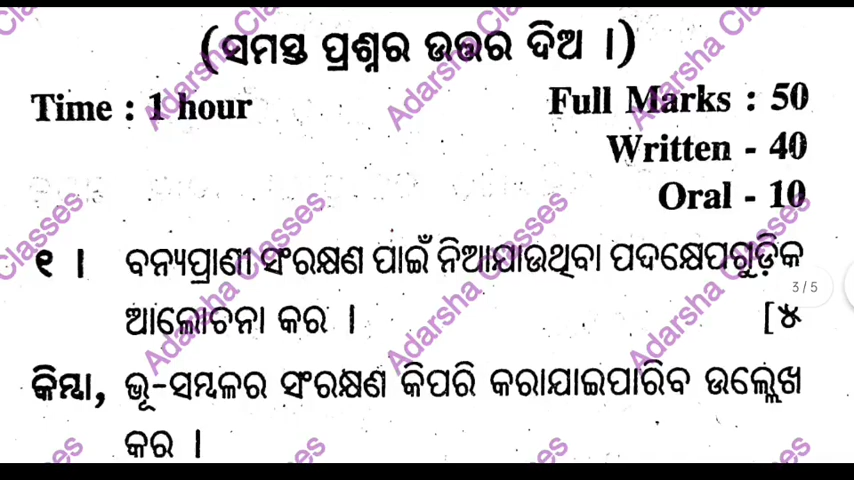 (ସମସ୍ତ ପ୍ରଶ୍ନର ଉତ୍ତର ଦିଅ ।)
Time : 1 hour Full Marks : 50
Written - 40
Oral - 10
୧ । ବନ୍ୟପ୍ରାଣୀ ସଂରକ୍ଷଣ ପାଇଁ ନିଆଯାଉଥିବା ପଦକ୍ଷେପଗୁଡ଼ିକ
3/5
ଆଲୋଚନା କର । [୫
କିମ୍ବା, ଭୂ-ସମ୍ବଳର ସଂରକ୍ଷଣ କିପରି କରାଯାଇପାରିବ ଉଲ୍ଲେଖ
କର ।
Adarsha Classes